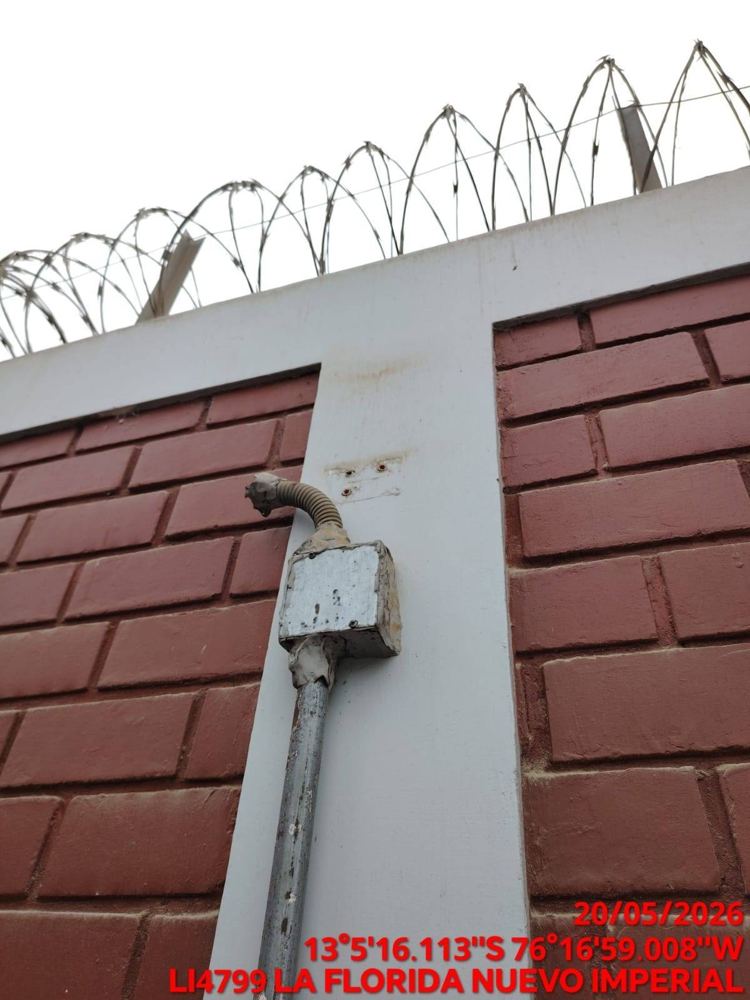 20/05/2026
13°5'16.113"S 76°16'59.008"W
LI4799 LA FLORIDA NUEVO IMPERIAL